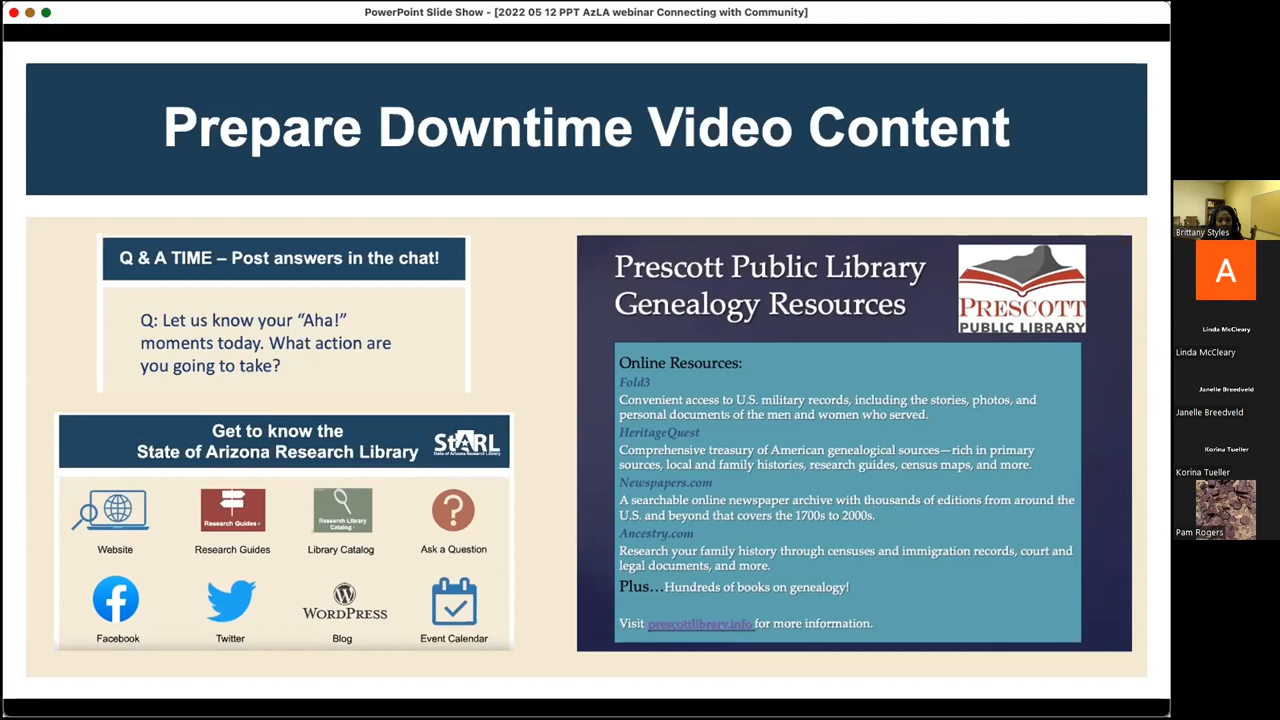 PowerPoint Slide Show - [2022 05 12 PPT AzLA webinar Connecting with Community]
Prepare Downtime Video Content
Q & A TIME – Post answers in the chat!
Q: Let us know your “Aha!”
moments today. What action are
you going to take?
Get to know the
State of Arizona Research Library
StARL
State of Arizona Research Library
Website
Research Guides
Research Guides
Research Library
Catalog
Library Catalog
?
Ask a Question
f
Facebook
Twitter
W
WORDPRESS
Blog
Event Calendar
Prescott Public Library
Genealogy Resources
PRESCOTT
PUBLIC LIBRARY
Online Resources:
Fold3
Convenient access to U.S. military records, including the stories, photos, and
personal documents of the men and women who served.
HeritageQuest
Comprehensive treasury of American genealogical sources—rich in primary
sources, local and family histories, research guides, census maps, and more.
Newspapers.com
A searchable online newspaper archive with thousands of editions from around the
U.S. and beyond that covers the 1700s to 2000s.
Ancestry.com
Research your family history through censuses and immigration records, court and
legal documents, and more.
Plus…Hundreds of books on genealogy!
Visit prescottlibrary.info for more information.
Brittany Styles
A
Linda McCleary
Linda McCleary
Janelle Breedveld
Janelle Breedveld
Korina Tueller
Korina Tueller
Pam Rogers